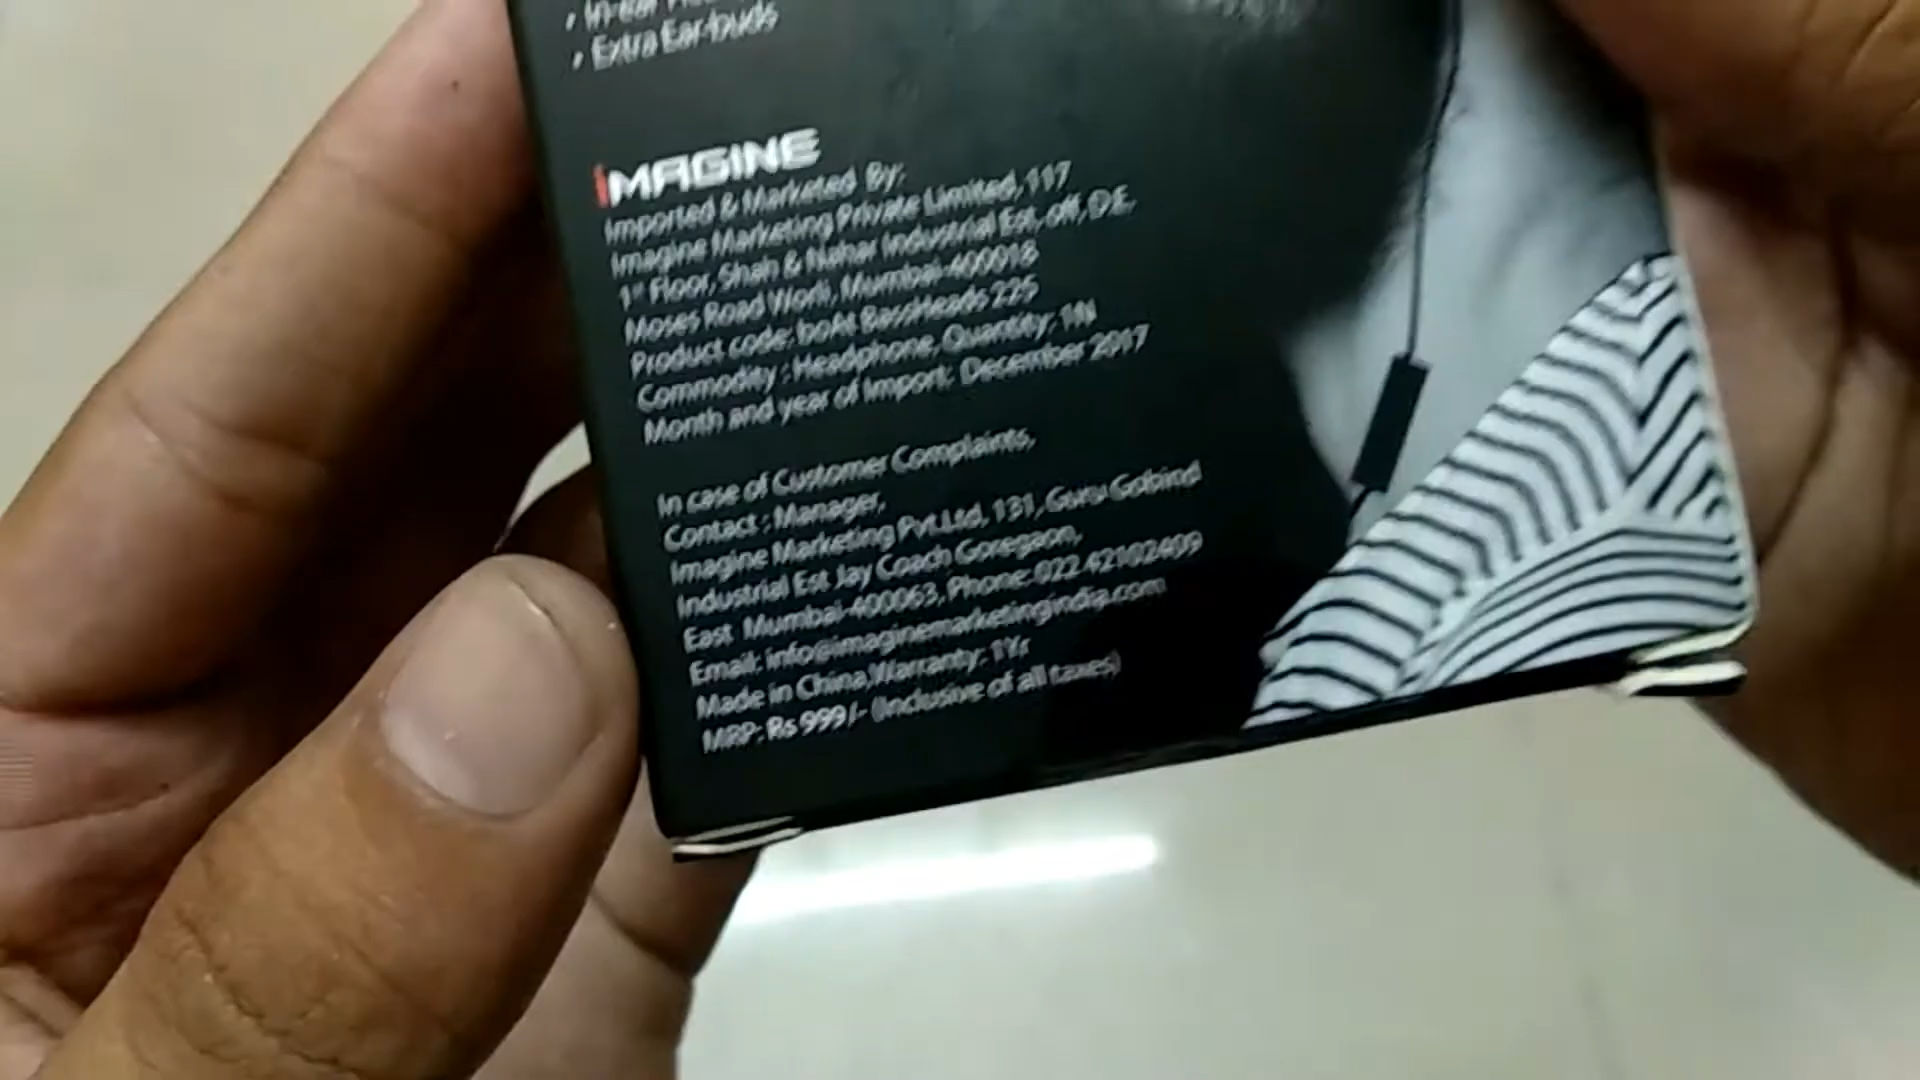 • In-ear
• Extra Ear-buds
iMAGINE
Imported & Marketed By:
Imagine Marketing Private Limited, 117
1st Floor, Shah & Nahar Industrial Est, off, D.E.
Moses Road Worli, Mumbai-400018
Product code: boAt BassHeads 225
Commodity : Headphone, Quantity: 1N
Month and year of Import: December 2017
In case of Customer Complaints,
Contact : Manager,
Imagine Marketing Pvt.Ltd, 131, Guru Gobind
Industrial Est Jay Coach Goregaon,
East Mumbai-400063, Phone:022 42102409
Email: info@imaginemarketingindia.com
Made in China,Warranty: 1Yr
MRP: Rs 999/- (Inclusive of all taxes)